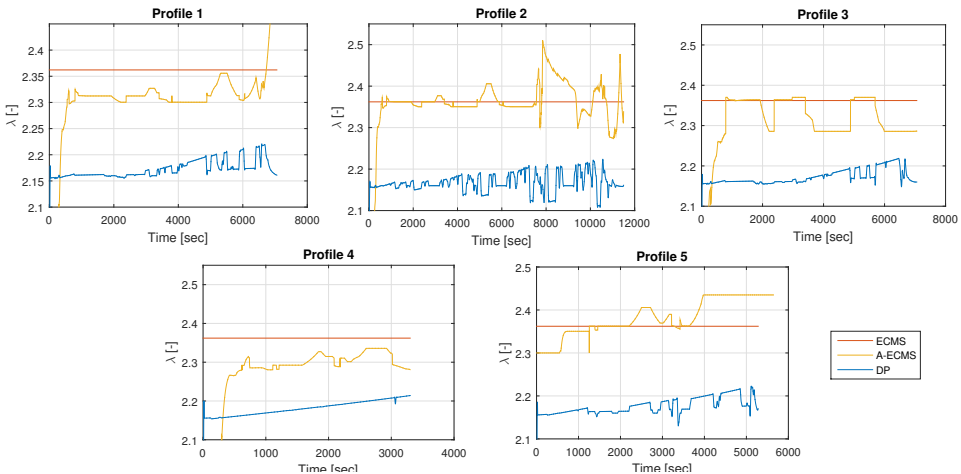 Profile 1
2.4
2.35
2.3
2.25
2.2
2.15
2.1
λ [-]
0 2000 4000 6000 8000
Time [sec]
Profile 2
2.5
2.4
2.3
2.2
2.1
λ [-]
0 2000 4000 6000 8000 10000 12000
Time [sec]
Profile 3
2.5
2.4
2.3
2.2
2.1
λ [-]
0 2000 4000 6000 8000
Time [sec]
Profile 4
2.5
2.4
2.3
2.2
2.1
λ [-]
0 1000 2000 3000 4000
Time [sec]
Profile 5
2.5
2.4
2.3
2.2
2.1
λ [-]
0 1000 2000 3000 4000 5000 6000
Time [sec]
ECMS
A-ECMS
DP